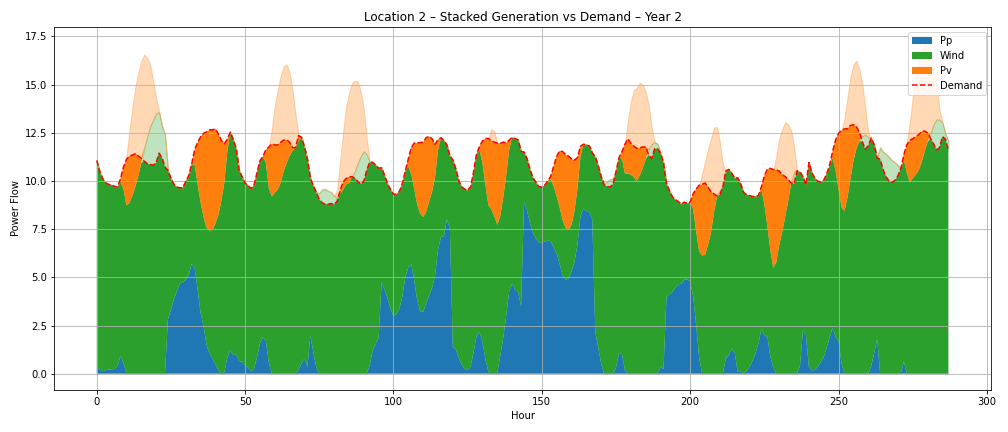 Location 2 – Stacked Generation vs Demand – Year 2
Power Flow
17.5
15.0
12.5
10.0
7.5
5.0
2.5
0.0
Pp
Wind
Pv
Demand
0
50
100
150
200
250
300
Hour